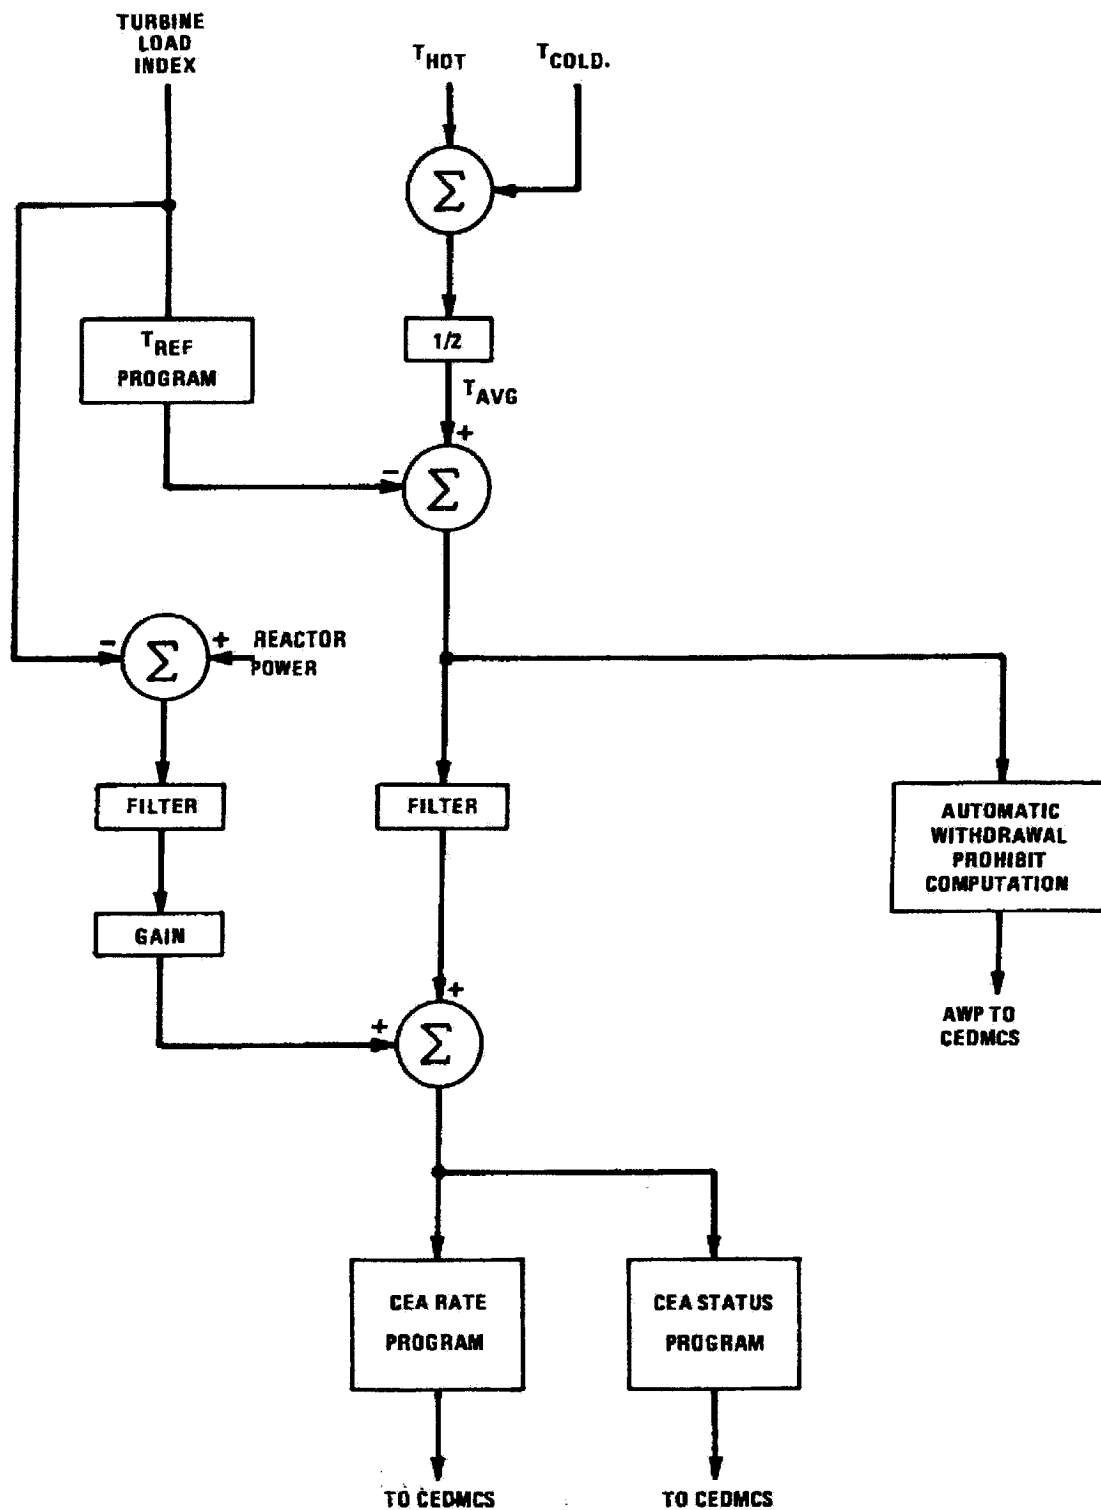 TURBINE
LOAD
INDEX
THOT
TCOLD.
Σ
TREF
PROGRAM
1/2
TAVG
+
−
Σ
−
Σ
+
REACTOR
POWER
FILTER
FILTER
AUTOMATIC
WITHDRAWAL
PROHIBIT
COMPUTATION
GAIN
+
+
Σ
AWP TO
CEDMCS
CEA RATE
PROGRAM
CEA STATUS
PROGRAM
TO CEDMCS
TO CEDMCS